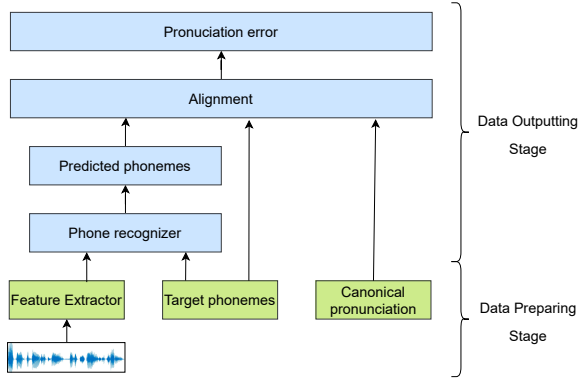 Pronuciation error
Alignment
Data Outputting
Stage
Predicted phonemes
Phone recognizer
Feature Extractor
Target phonemes
Canonical
pronunciation
Data Preparing
Stage